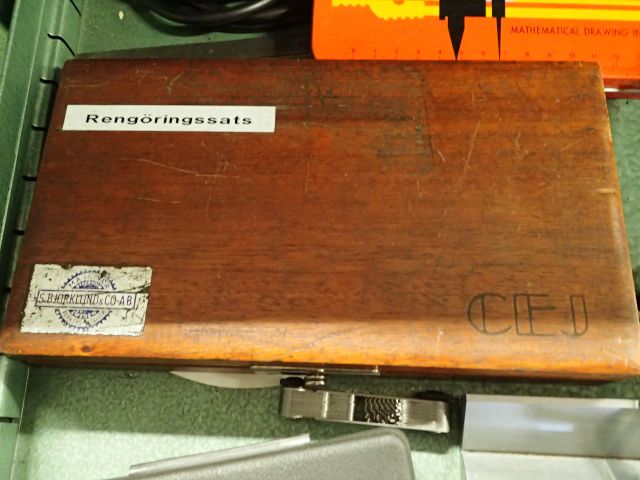 MATHEMATICAL DRAWING IN
Rengöringssats
S.BJÖRKLUND&CO AB
CEJ